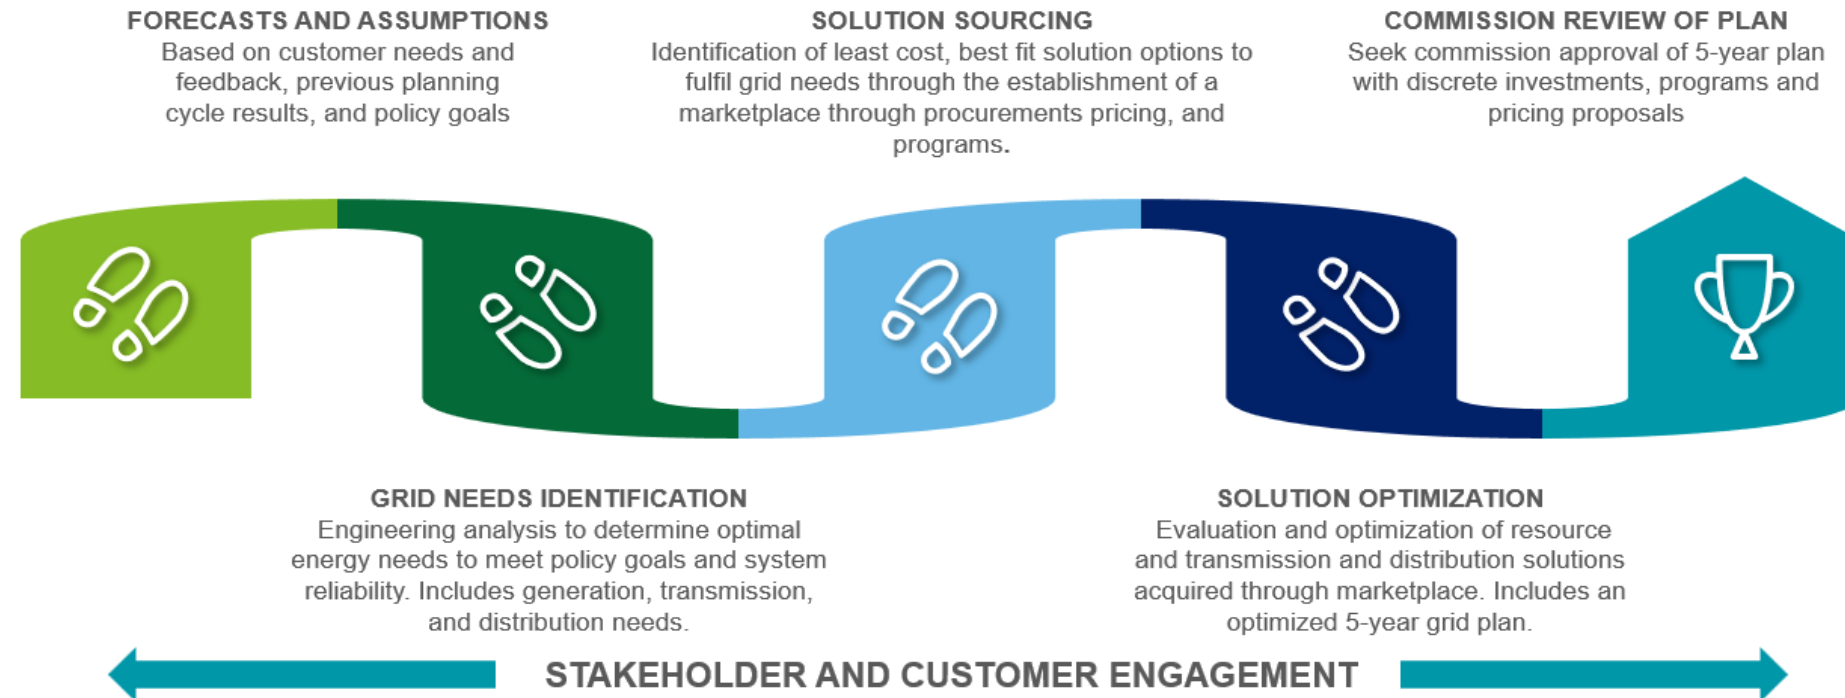 FORECASTS AND ASSUMPTIONS
Based on customer needs and
feedback, previous planning
cycle results, and policy goals
SOLUTION SOURCING
Identification of least cost, best fit solution options to
fulfil grid needs through the establishment of a
marketplace through procurements pricing, and
programs.
COMMISSION REVIEW OF PLAN
Seek commission approval of 5-year plan
with discrete investments, programs and
pricing proposals
GRID NEEDS IDENTIFICATION
Engineering analysis to determine optimal
energy needs to meet policy goals and system
reliability. Includes generation, transmission,
and distribution needs.
SOLUTION OPTIMIZATION
Evaluation and optimization of resource
and transmission and distribution solutions
acquired through marketplace. Includes an
optimized 5-year grid plan.
STAKEHOLDER AND CUSTOMER ENGAGEMENT